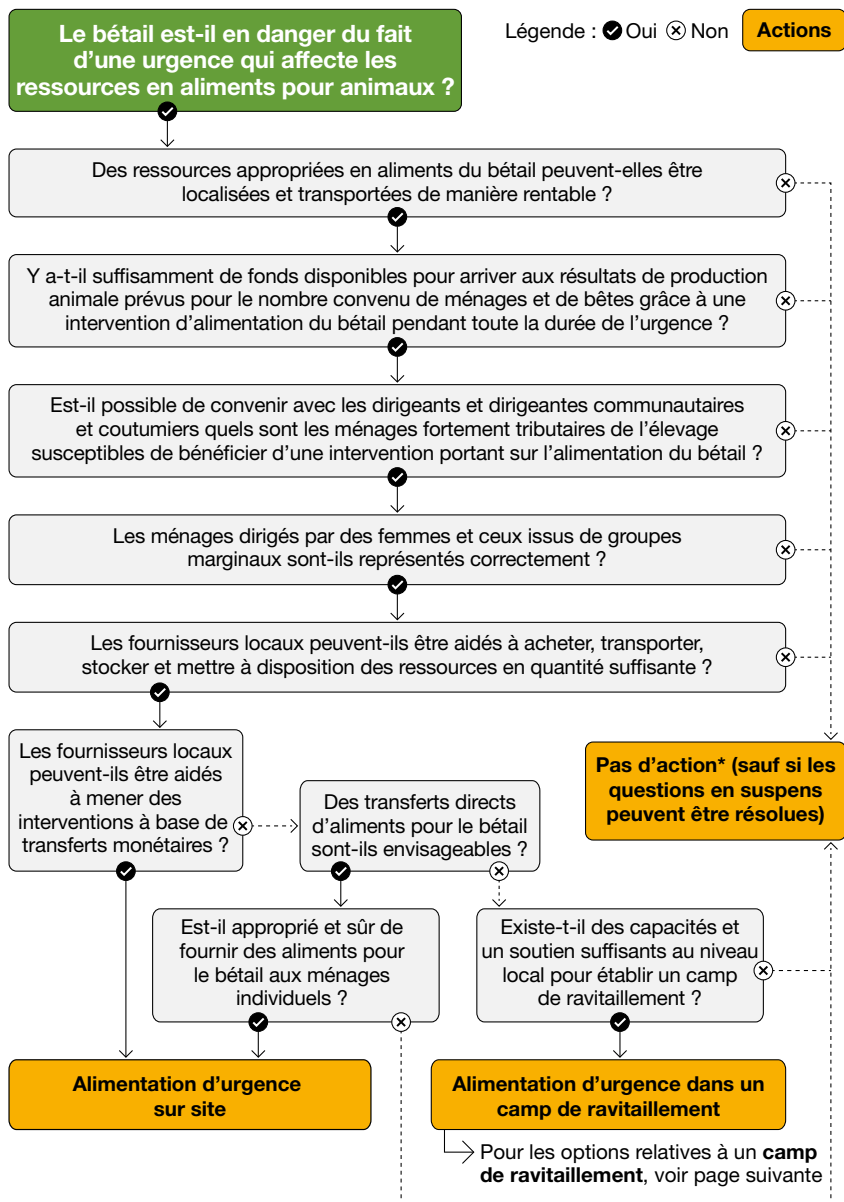 Le bétail est-il en danger du fait
d'une urgence qui affecte les
ressources en aliments pour animaux ?
Légende : Oui Non Actions
Des ressources appropriées en aliments du bétail peuvent-elles être
localisées et transportées de manière rentable ?
Y a-t-il suffisamment de fonds disponibles pour arriver aux résultats de production
animale prévus pour le nombre convenu de ménages et de bêtes grâce à une
intervention d'alimentation du bétail pendant toute la durée de l'urgence ?
Est-il possible de convenir avec les dirigeants et dirigeantes communautaires
et coutumiers quels sont les ménages fortement tributaires de l'élevage
susceptibles de bénéficier d'une intervention portant sur l'alimentation du bétail ?
Les ménages dirigés par des femmes et ceux issus de groupes
marginaux sont-ils représentés correctement ?
Les fournisseurs locaux peuvent-ils être aidés à acheter, transporter,
stocker et mettre à disposition des ressources en quantité suffisante ?
Les fournisseurs locaux
peuvent-ils être aidés
à mener des
interventions à base de
transferts monétaires ?
Des transferts directs
d'aliments pour le bétail
sont-ils envisageables ?
Pas d'action* (sauf si les
questions en suspens
peuvent être résolues)
Est-il approprié et sûr de
fournir des aliments pour
le bétail aux ménages
individuels ?
Existe-t-il des capacités et
un soutien suffisants au niveau
local pour établir un camp
de ravitaillement ?
Alimentation d'urgence
sur site
Alimentation d'urgence dans un
camp de ravitaillement
Pour les options relatives à un camp
de ravitaillement, voir page suivante